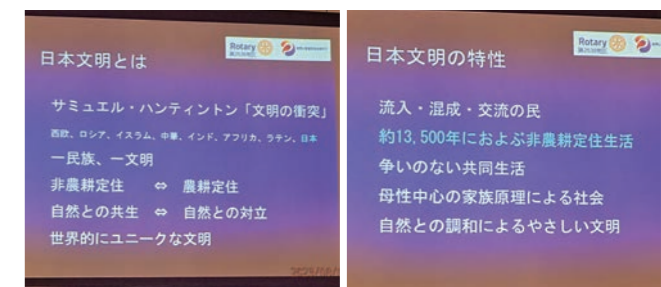 Rotary
日本文明とは
サミュエル・ハンティントン「文明の衝突」
西欧、ロシア、イスラム、中華、インド、アフリカ、ラテン、日本
一民族、一文明
非農耕定住 ⇔ 農耕定住
自然との共生 ⇔ 自然との対立
世界的にユニークな文明
Rotary
日本文明の特性
流入・混成・交流の民
約13,500年におよぶ非農耕定住生活
争いのない共同生活
母性中心の家族原理による社会
自然との調和によるやさしい文明